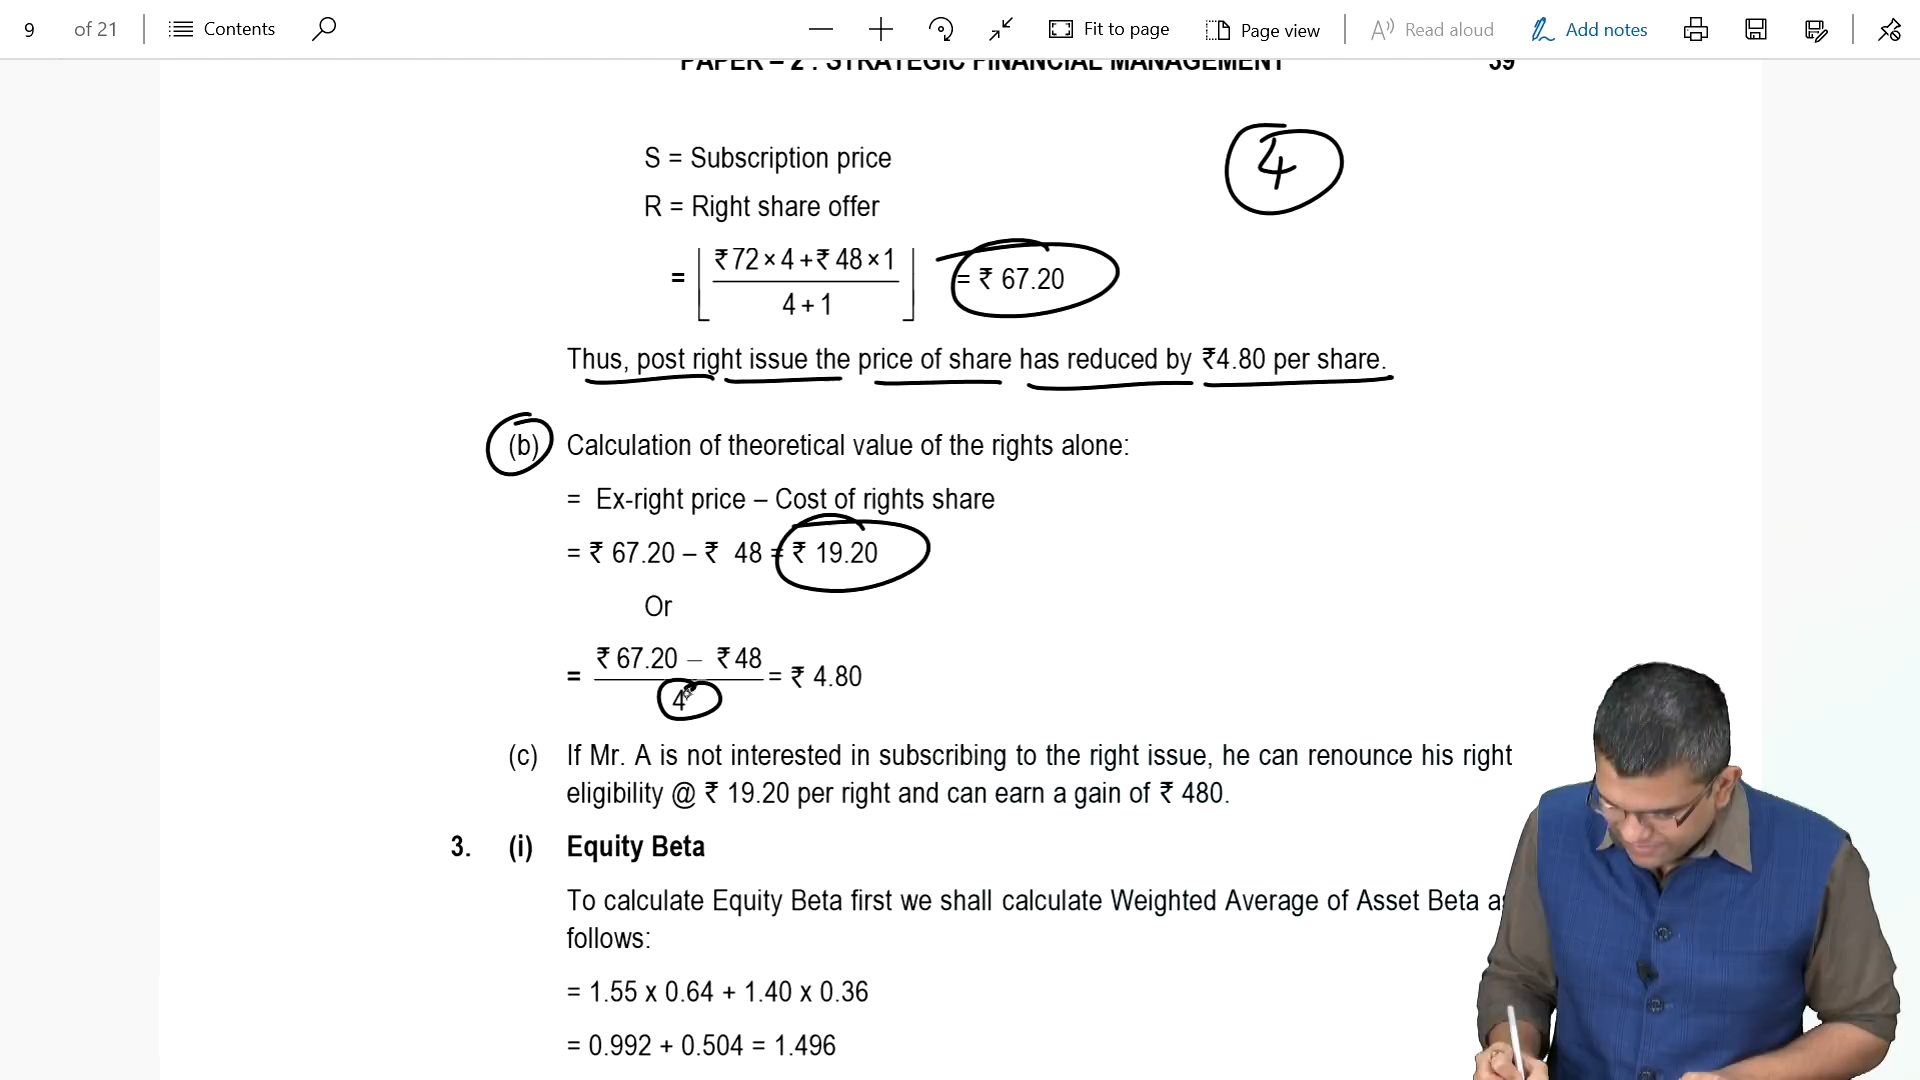 9 of 21 Contents Fit to page Page view Read aloud Add notes
PAPER – 2 : STRATEGIC FINANCIAL MANAGEMENT 39
S = Subscription price
4
R = Right share offer
= [ ₹ 72 × 4 + ₹ 48 × 1
4 + 1 ] = ₹ 67.20
Thus, post right issue the price of share has reduced by ₹4.80 per share.
(b) Calculation of theoretical value of the rights alone:
= Ex-right price – Cost of rights share
= ₹ 67.20 – ₹ 48 = ₹ 19.20
Or
= ₹ 67.20 – ₹ 48
4 = ₹ 4.80
(c) If Mr. A is not interested in subscribing to the right issue, he can renounce his right
eligibility @ ₹ 19.20 per right and can earn a gain of ₹ 480.
3. (i) Equity Beta
To calculate Equity Beta first we shall calculate Weighted Average of Asset Beta as
follows:
= 1.55 x 0.64 + 1.40 x 0.36
= 0.992 + 0.504 = 1.496